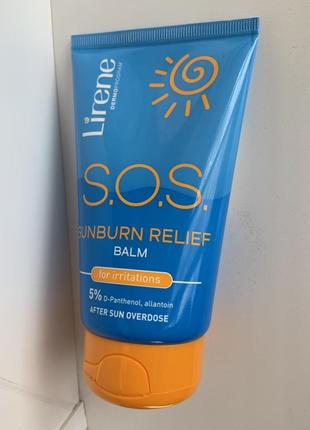 Lirene
DERMOPROGRAM
S.O.S.
SUNBURN RELIEF
BALM
for irritations
5% D-Panthenol, allantoin
AFTER SUN OVERDOSE